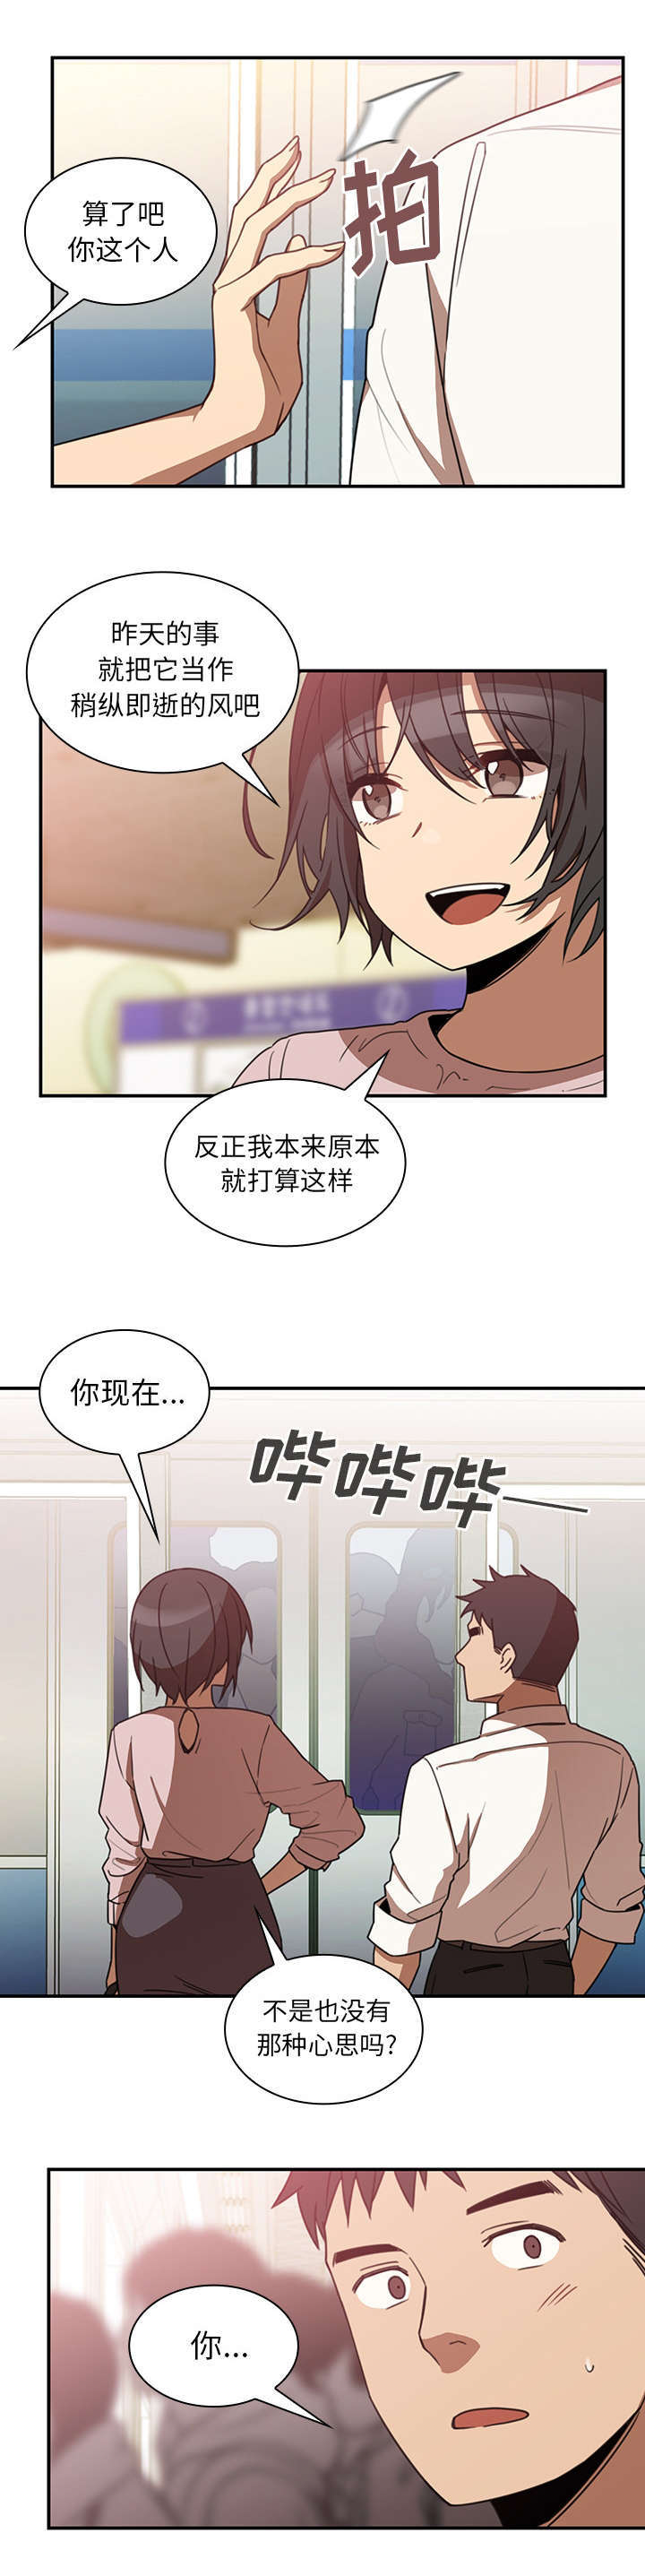 算了吧
你这个人
拍
昨天的事
就把它当作
稍纵即逝的风吧
反正我本来原本
就打算这样
你现在...
哔哔哔
不是也没有
那种心思吗?
你...